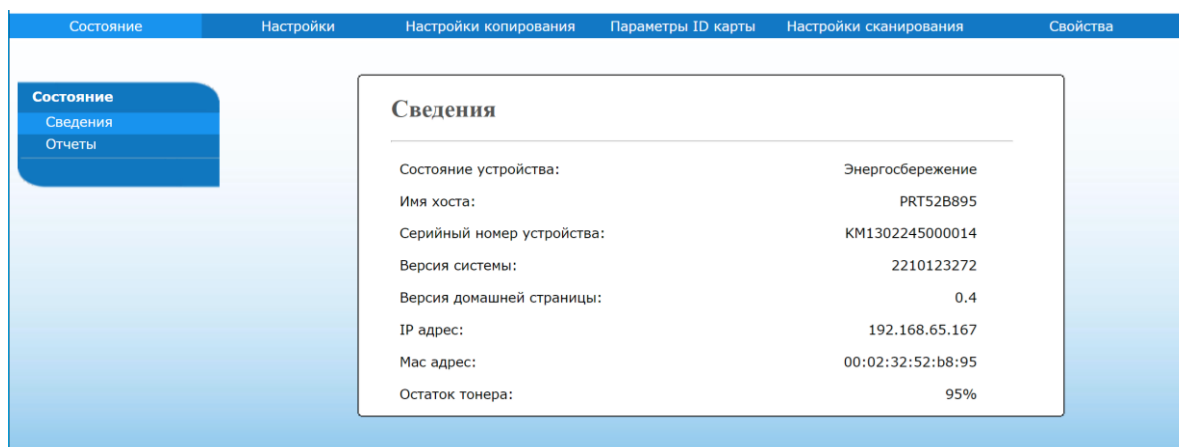 Состояние Настройки Настройки копирования Параметры ID карты Настройки сканирования Свойства
Состояние
Сведения
Отчеты
Сведения
Состояние устройства: Энергосбережение
Имя хоста: PRT52B895
Серийный номер устройства: KM1302245000014
Версия системы: 2210123272
Версия домашней страницы: 0.4
IP адрес: 192.168.65.167
Mac адрес: 00:02:32:52:b8:95
Остаток тонера: 95%